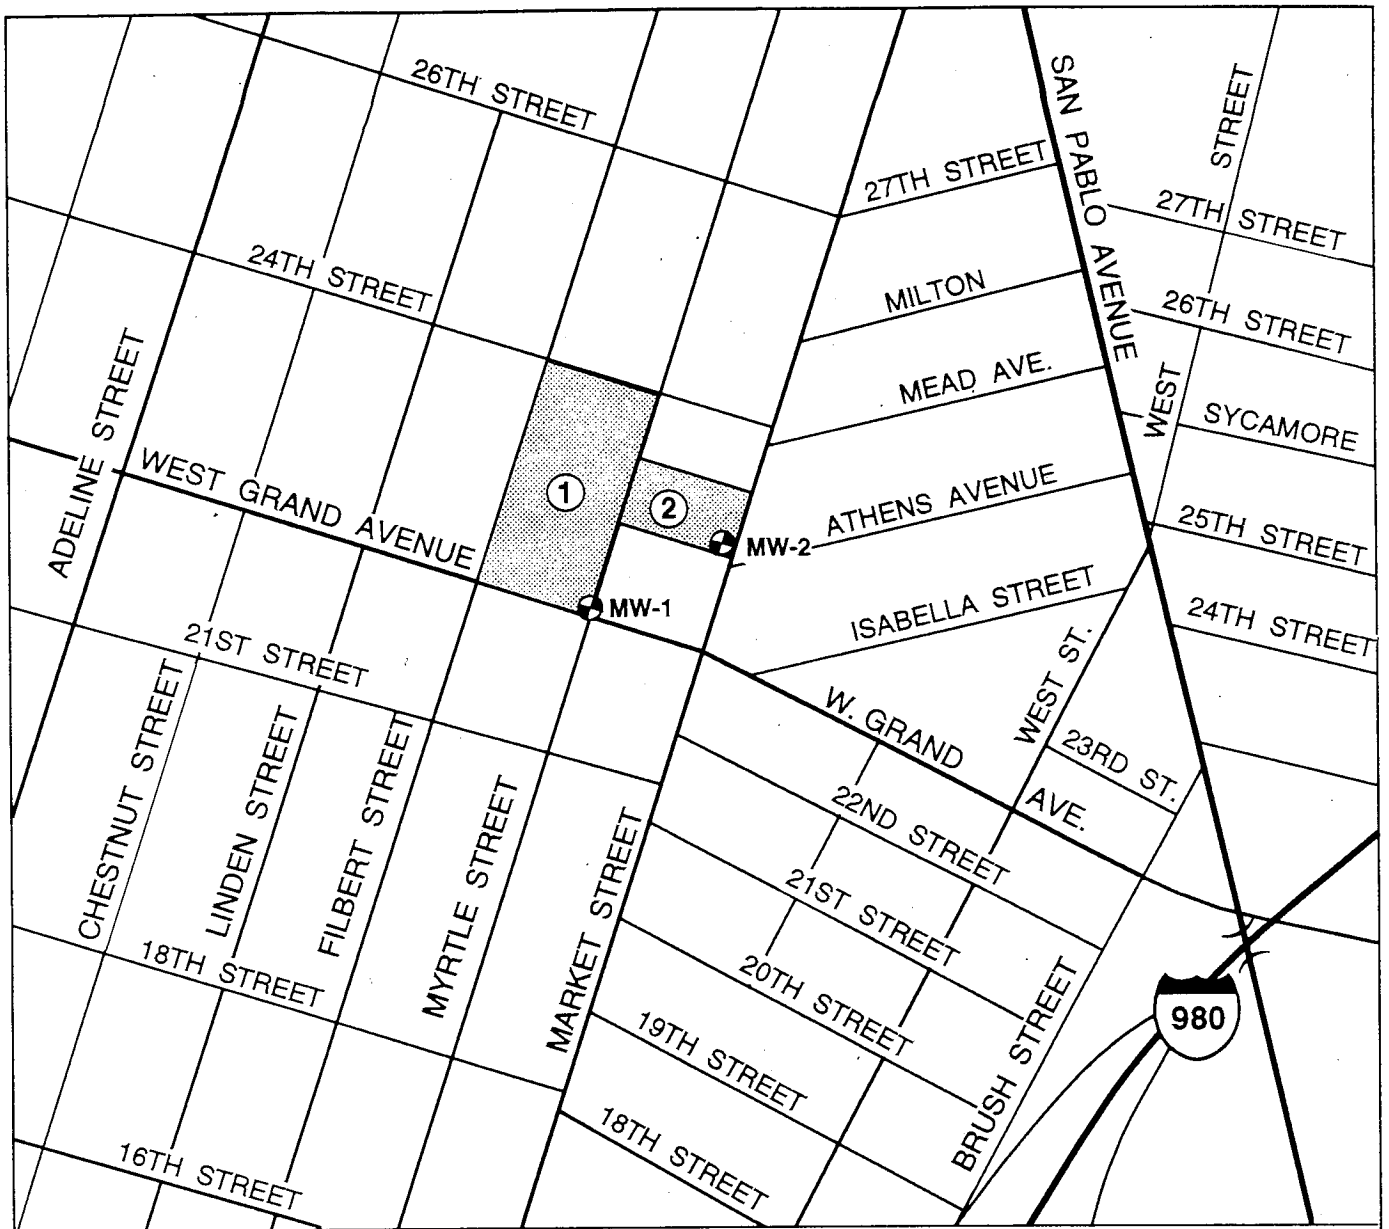 26TH STREET
SAN PABLO AVENUE
STREET
27TH STREET
27TH STREET
24TH STREET
MILTON
26TH STREET
ADELINE STREET
MEAD AVE.
WEST
SYCAMORE
WEST GRAND AVENUE
1
2
MW-2
ATHENS AVENUE
25TH STREET
MW-1
ISABELLA STREET
24TH STREET
21ST STREET
WEST ST.
W. GRAND
AVE.
23RD ST.
CHESTNUT STREET
LINDEN STREET
FILBERT STREET
MYRTLE STREET
MARKET STREET
22ND STREET
21ST STREET
20TH STREET
18TH STREET
19TH STREET
BRUSH STREET
980
18TH STREET
16TH STREET